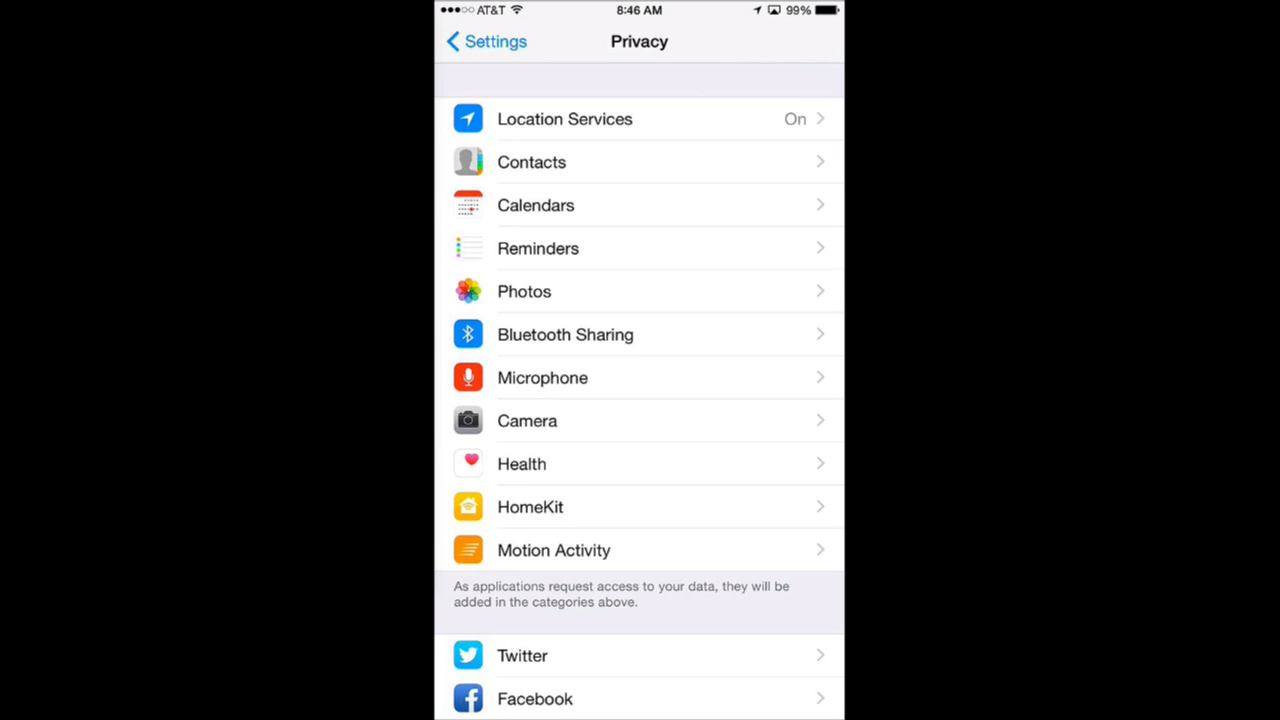 AT&T 8:46 AM 99%
Settings Privacy
Location Services On
Contacts
Calendars
Reminders
Photos
Bluetooth Sharing
Microphone
Camera
Health
HomeKit
Motion Activity
As applications request access to your data, they will be
added in the categories above.
Twitter
Facebook